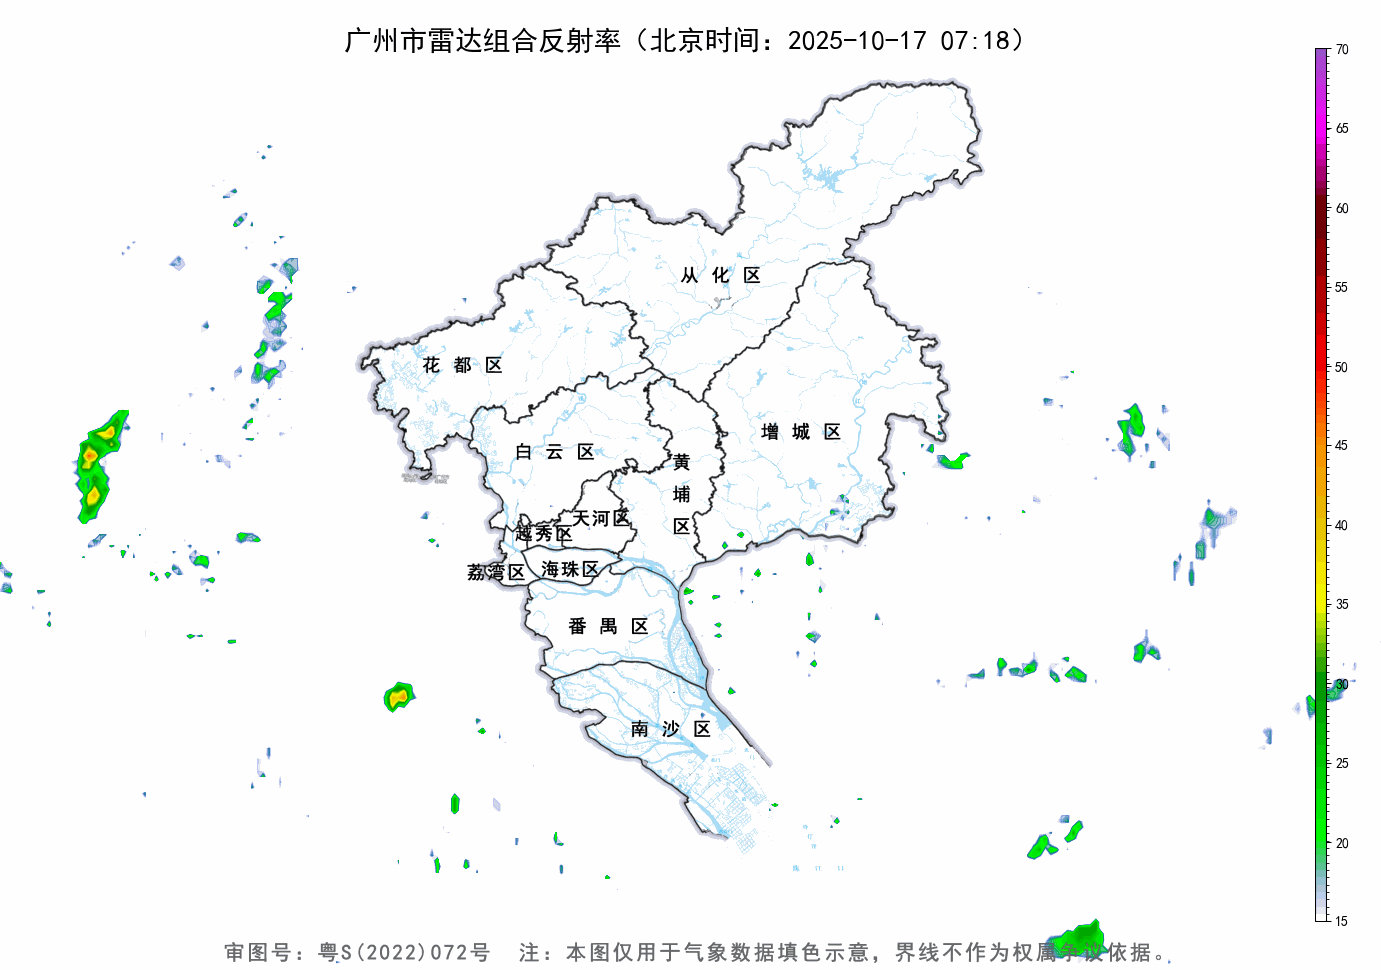 广州市雷达组合反射率（北京时间：2025-10-17 07:18）
70
65
60
55
50
45
40
35
30
25
20
15
从化区
花都区
增城区
白云区
黄埔区
天河区
越秀区
荔湾区
海珠区
番禺区
南沙区
审图号：粤S(2022)072号 注：本图仅用于气象数据填色示意，界线不作为权属争议依据。